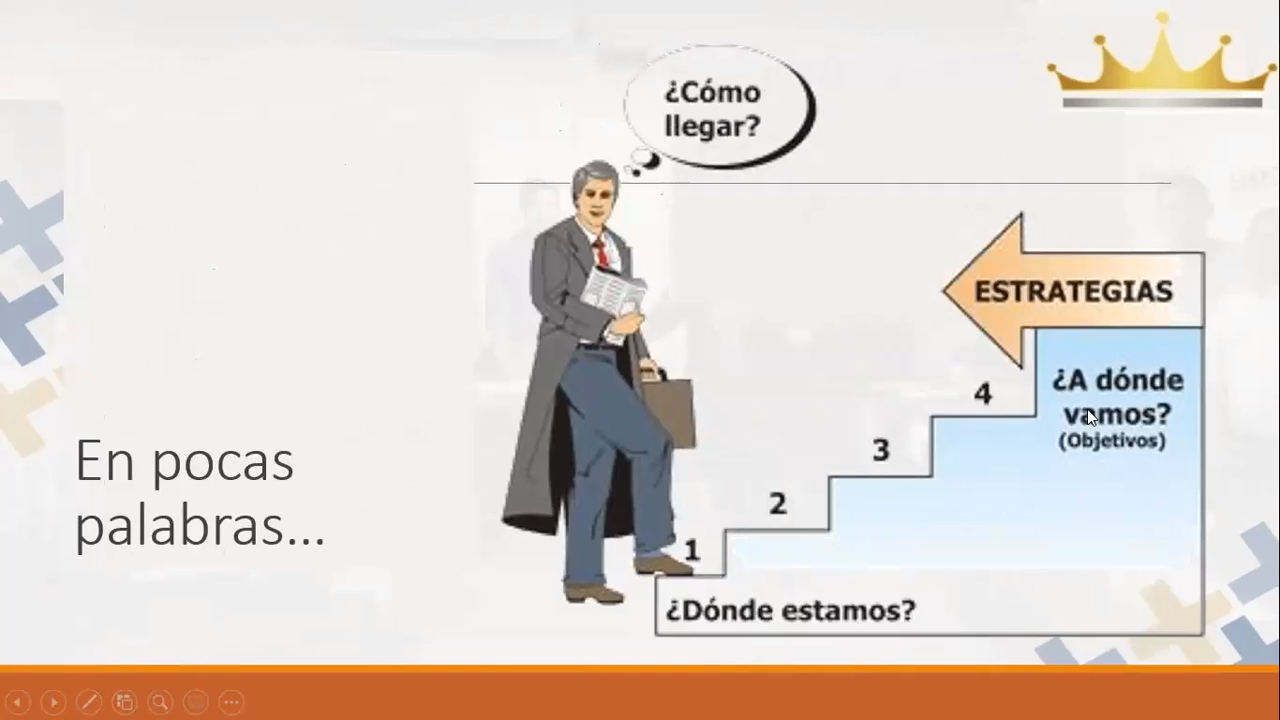 ¿Cómo
llegar?
ESTRATEGIAS
¿A dónde
vamos?
(Objetivos)
4
3
2
1
¿Dónde estamos?
En pocas
palabras...